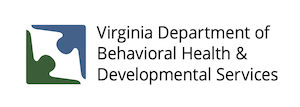 Virginia Department of
Behavioral Health &
Developmental Services